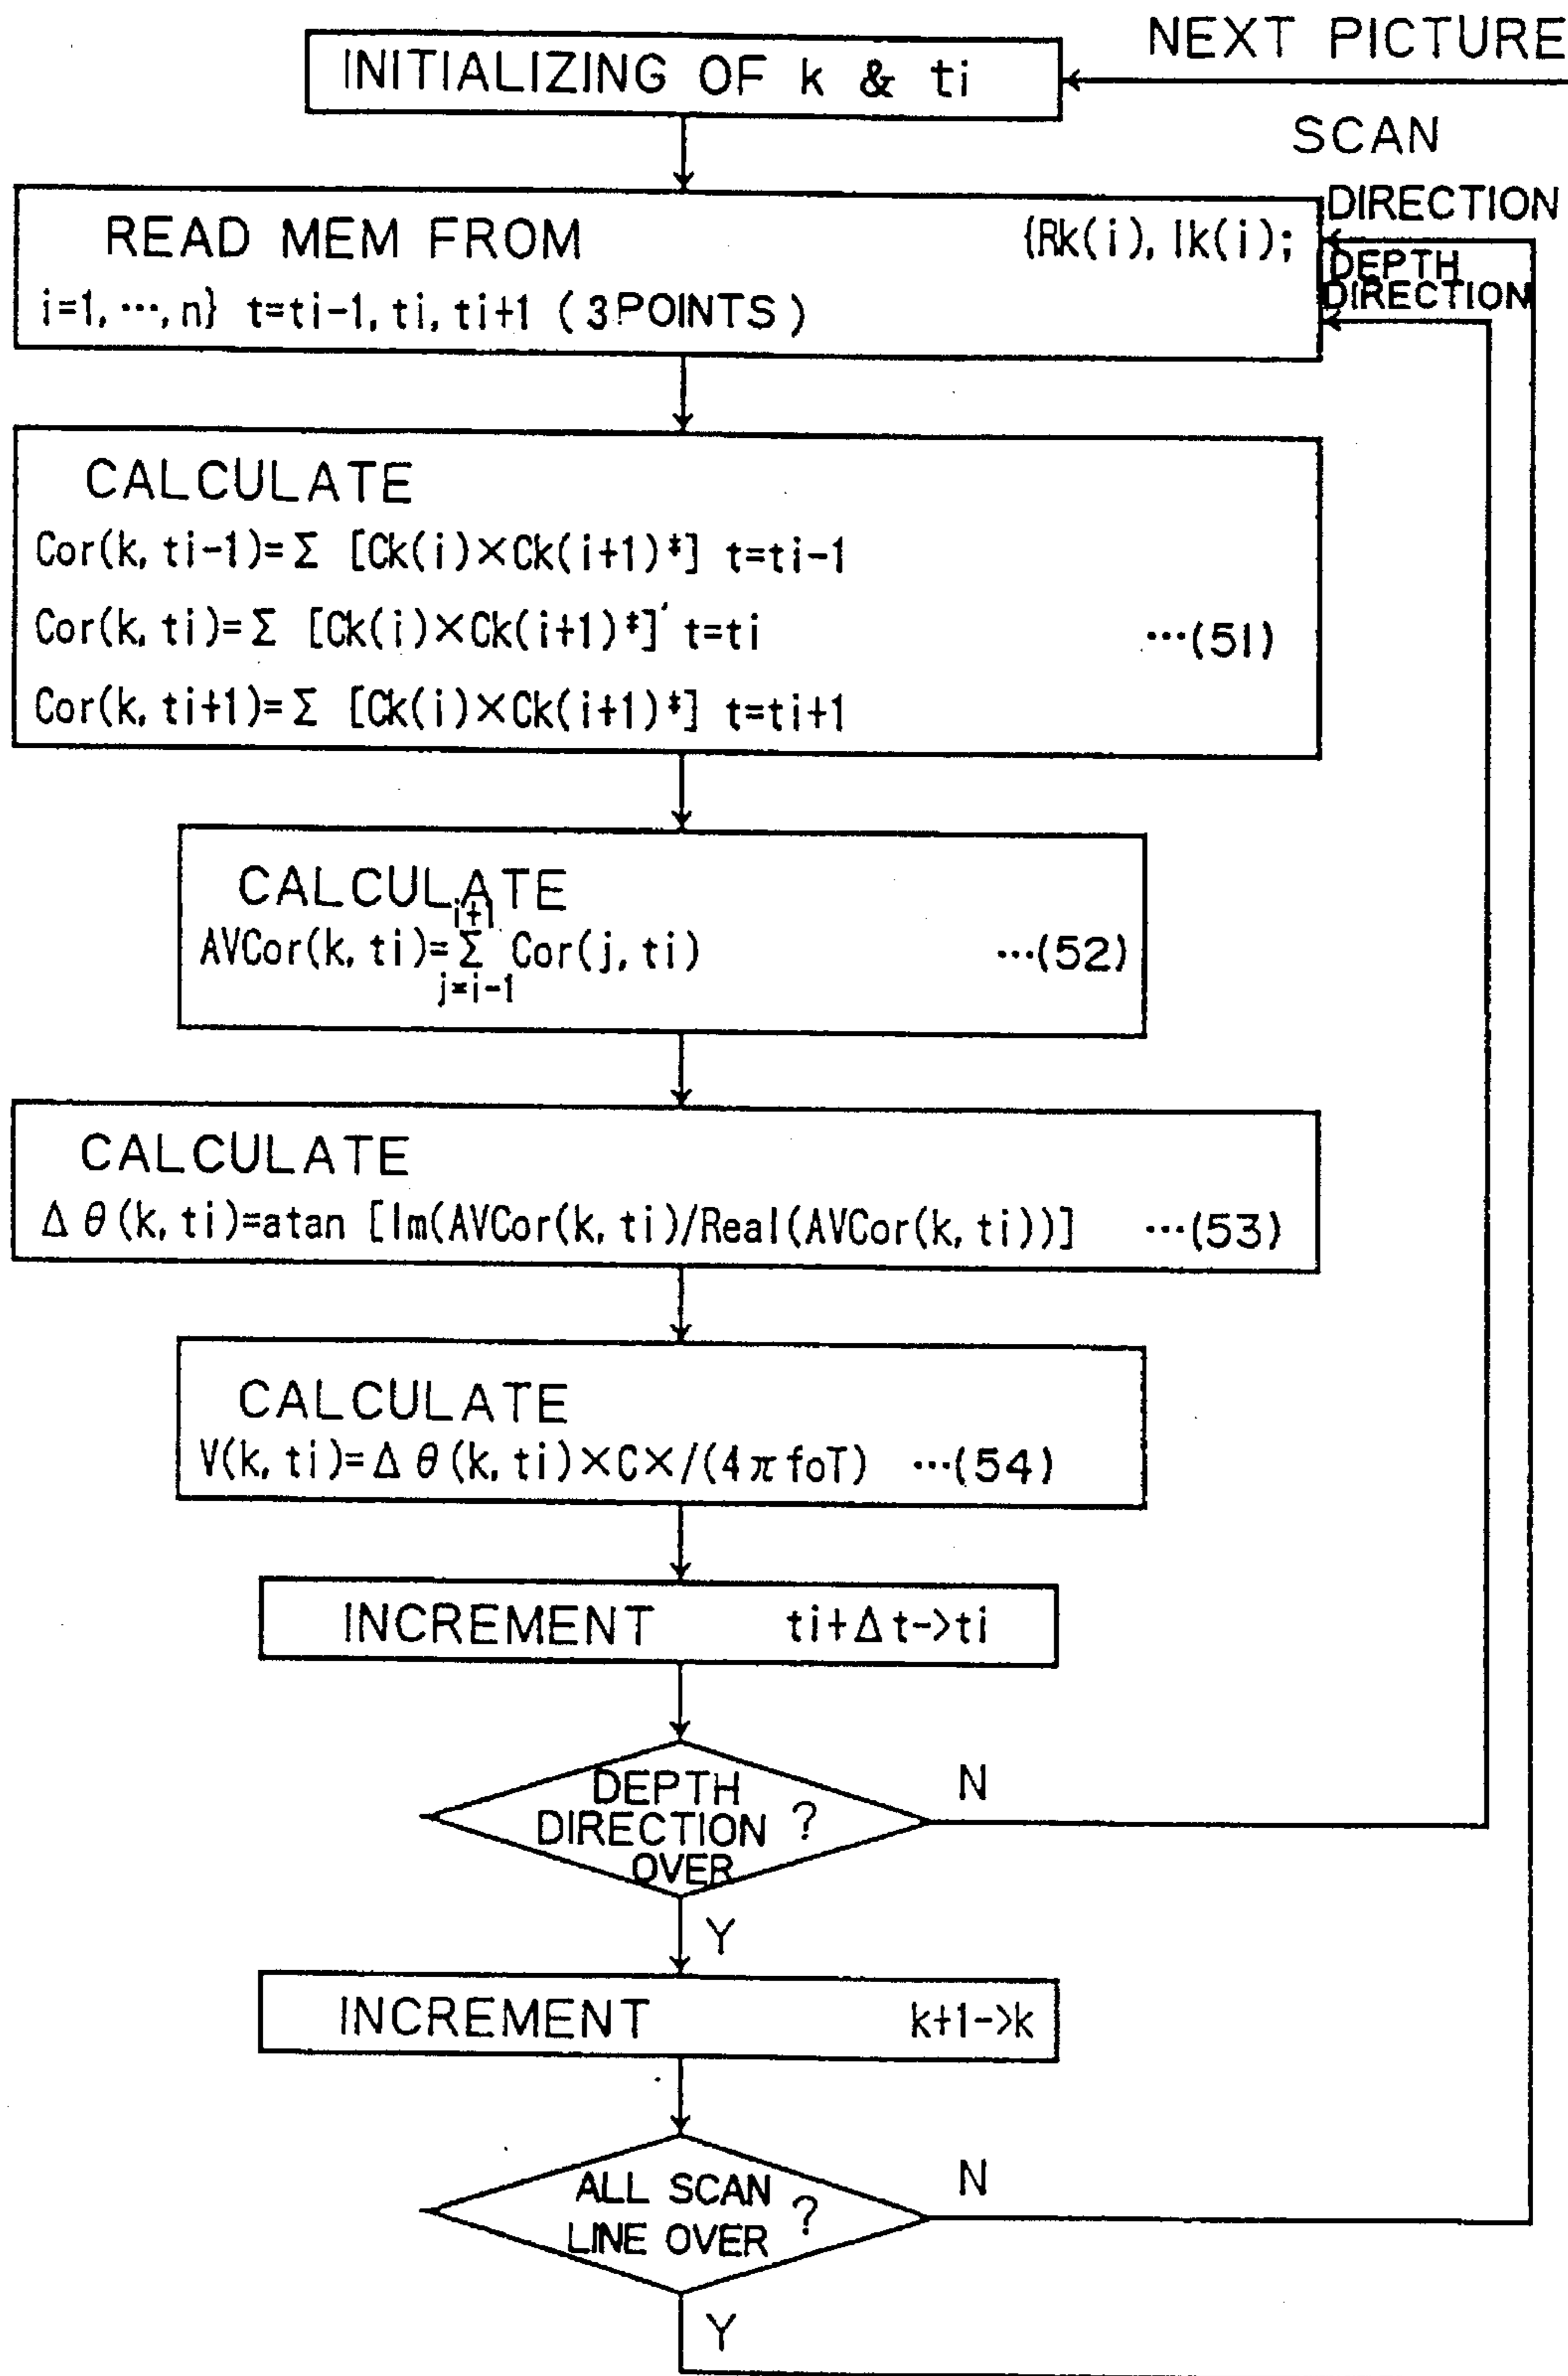 NEXT PICTURE
INITIALIZING OF k & ti
SCAN
DIRECTION
READ MEM FROM {Rk(i), Ik(i);
DEPTH
DIRECTION
i=1, …, n} t=ti-1, ti, ti+1 (3POINTS)
CALCULATE
Cor(k, ti-1)=Σ [Ck(i)×Ck(i+1)*] t=ti-1
Cor(k, ti)=Σ [Ck(i)×Ck(i+1)*] t=ti …(51)
Cor(k, ti+1)=Σ [Ck(i)×Ck(i+1)*] t=ti+1
CALCULATE
i+1
AVCor(k, ti)=Σ Cor(j, ti) …(52)
j=i-1
CALCULATE
Δθ(k, ti)=atan [Im(AVCor(k, ti)/Real(AVCor(k, ti))] …(53)
CALCULATE
V(k, ti)=Δθ(k, ti)×C×/(4πfoT) …(54)
INCREMENT ti+Δt->ti
DEPTH
DIRECTION ?
OVER
N
Y
INCREMENT k+1->k
ALL SCAN
LINE OVER ?
N
Y